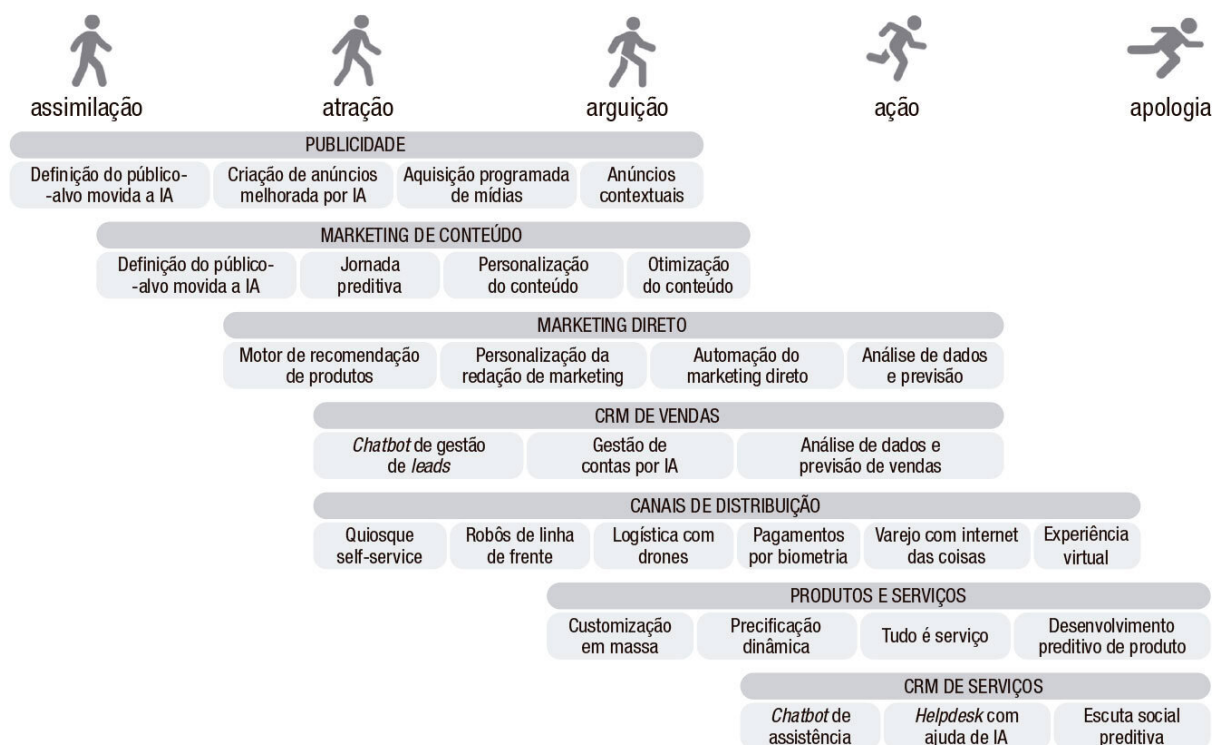 assimilação atração arguição ação apologia
PUBLICIDADE
Definição do público- Criação de anúncios Aquisição programada Anúncios
-alvo movida a IA melhorada por IA de mídias contextuais
MARKETING DE CONTEÚDO
Definição do público- Jornada Personalização Otimização
-alvo movida a IA preditiva do conteúdo do conteúdo
MARKETING DIRETO
Motor de recomendação Personalização da Automação do Análise de dados
de produtos redação de marketing marketing direto e previsão
CRM DE VENDAS
Chatbot de gestão Gestão de Análise de dados e
de leads contas por IA previsão de vendas
CANAIS DE DISTRIBUIÇÃO
Quiosque Robôs de linha Logística com Pagamentos Varejo com internet Experiência
self-service de frente drones por biometria das coisas virtual
PRODUTOS E SERVIÇOS
Customização Precificação Tudo é serviço Desenvolvimento
em massa dinâmica preditivo de produto
CRM DE SERVIÇOS
Chatbot de Helpdesk com Escuta social
assistência ajuda de IA preditiva